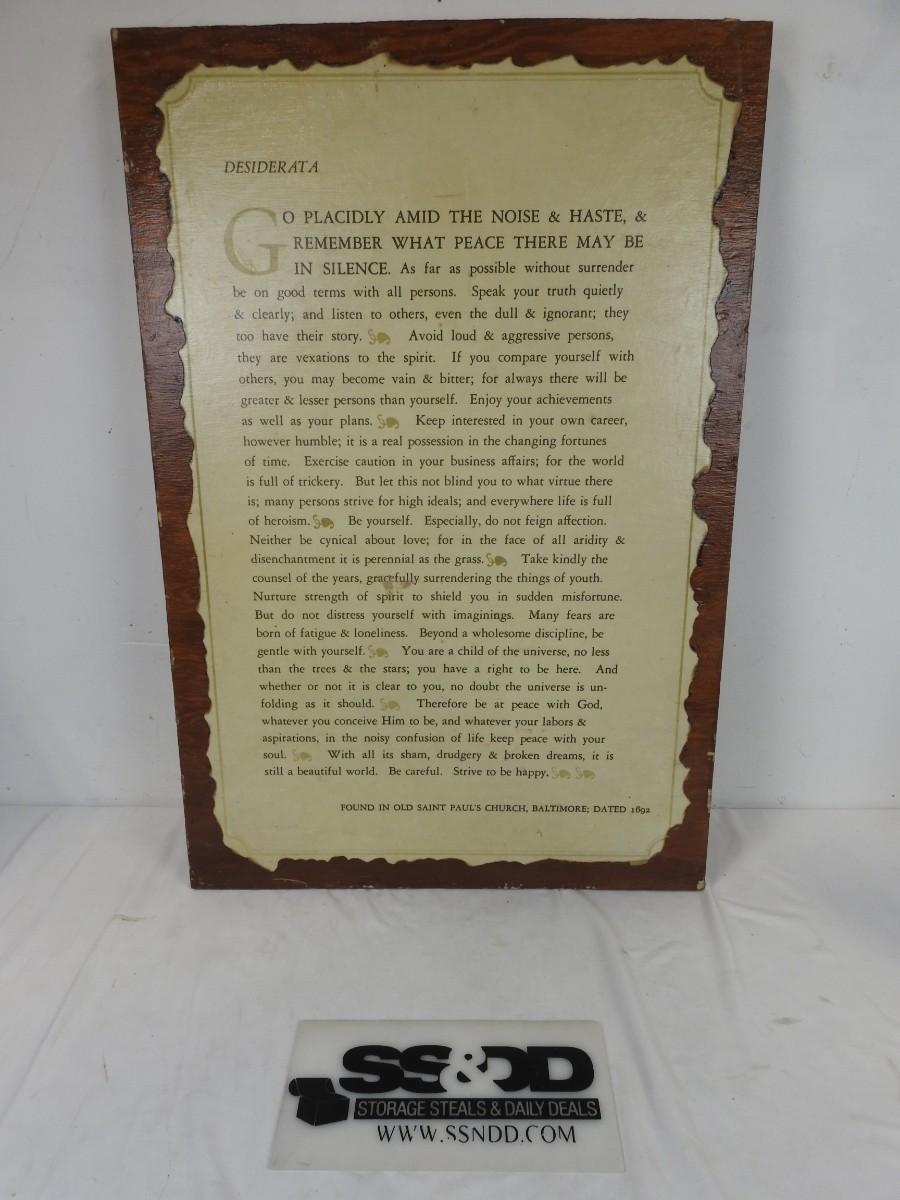 DESIDERATA
GO PLACIDLY AMID THE NOISE & HASTE, &
REMEMBER WHAT PEACE THERE MAY BE
IN SILENCE. As far as possible without surrender
be on good terms with all persons. Speak your truth quietly
& clearly; and listen to others, even the dull & ignorant; they
too have their story. Avoid loud & aggressive persons,
they are vexations to the spirit. If you compare yourself with
others, you may become vain & bitter; for always there will be
greater & lesser persons than yourself. Enjoy your achievements
as well as your plans. Keep interested in your own career,
however humble; it is a real possession in the changing fortunes
of time. Exercise caution in your business affairs; for the world
is full of trickery. But let this not blind you to what virtue there
is; many persons strive for high ideals; and everywhere life is full
of heroism. Be yourself. Especially, do not feign affection.
Neither be cynical about love; for in the face of all aridity &
disenchantment it is perennial as the grass. Take kindly the
counsel of the years, gracefully surrendering the things of youth.
Nurture strength of spirit to shield you in sudden misfortune.
But do not distress yourself with imaginings. Many fears are
born of fatigue & loneliness. Beyond a wholesome discipline, be
gentle with yourself. You are a child of the universe, no less
than the trees & the stars; you have a right to be here. And
whether or not it is clear to you, no doubt the universe is un-
folding as it should. Therefore be at peace with God,
whatever you conceive Him to be, and whatever your labors &
aspirations, in the noisy confusion of life keep peace with your
soul. With all its sham, drudgery & broken dreams, it is
still a beautiful world. Be careful. Strive to be happy.
FOUND IN OLD SAINT PAUL'S CHURCH, BALTIMORE; DATED 1692
SS&DD
STORAGE STEALS & DAILY DEALS
WWW.SSNDD.COM